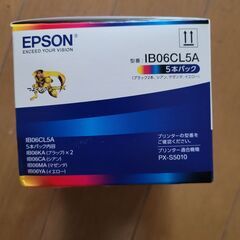 EPSON
EXCEED YOUR VISION
型番 IB06CL5A
5本パック
(ブラック2本、シアン、マゼンタ、イエロー)
IB06CL5A
5本パック内容
IB06KA(ブラック)×2
IB06CA(シアン)
IB06MA(マゼンタ)
IB06YA(イエロー)
プリンターの型番を
ご確認ください。
プリンター適合機種
PX-S5010